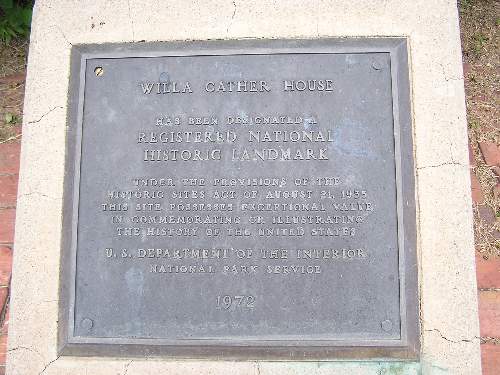 WILLA CATHER HOUSE
HAS BEEN DESIGNATED A
REGISTERED NATIONAL
HISTORIC LANDMARK
UNDER THE PROVISIONS OF THE
HISTORIC SITES ACT OF AUGUST 21, 1935
THIS SITE POSSESSES EXCEPTIONAL VALUE
IN COMMEMORATING OR ILLUSTRATING
THE HISTORY OF THE UNITED STATES
U. S. DEPARTMENT OF THE INTERIOR
NATIONAL PARK SERVICE
1972